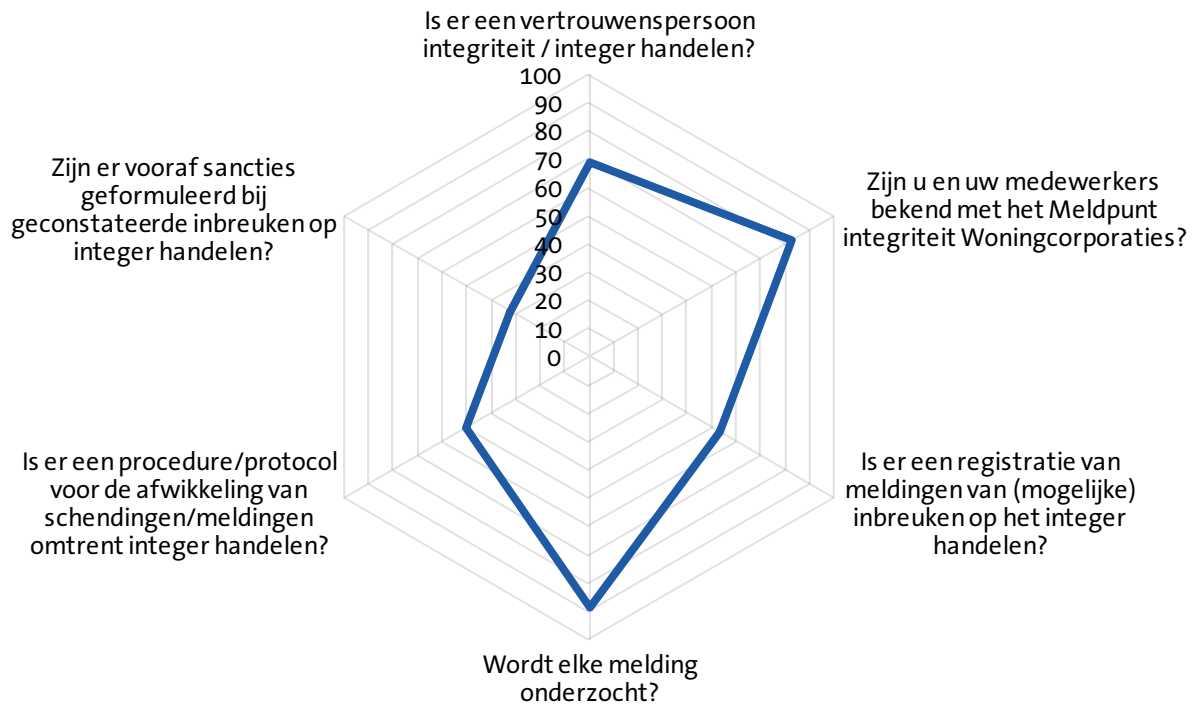 Is er een vertrouwenspersoon
integriteit / integer handelen?
100
90
80
70
60
50
40
30
20
10
0
Zijn u en uw medewerkers
bekend met het Meldpunt
integriteit Woningcorporaties?
Is er een registratie van
meldingen van (mogelijke)
inbreuken op het integer
handelen?
Wordt elke melding
onderzocht?
Is er een procedure/protocol
voor de afwikkeling van
schendingen/meldingen
omtrent integer handelen?
Zijn er vooraf sancties
geformuleerd bij
geconstateerde inbreuken op
integer handelen?